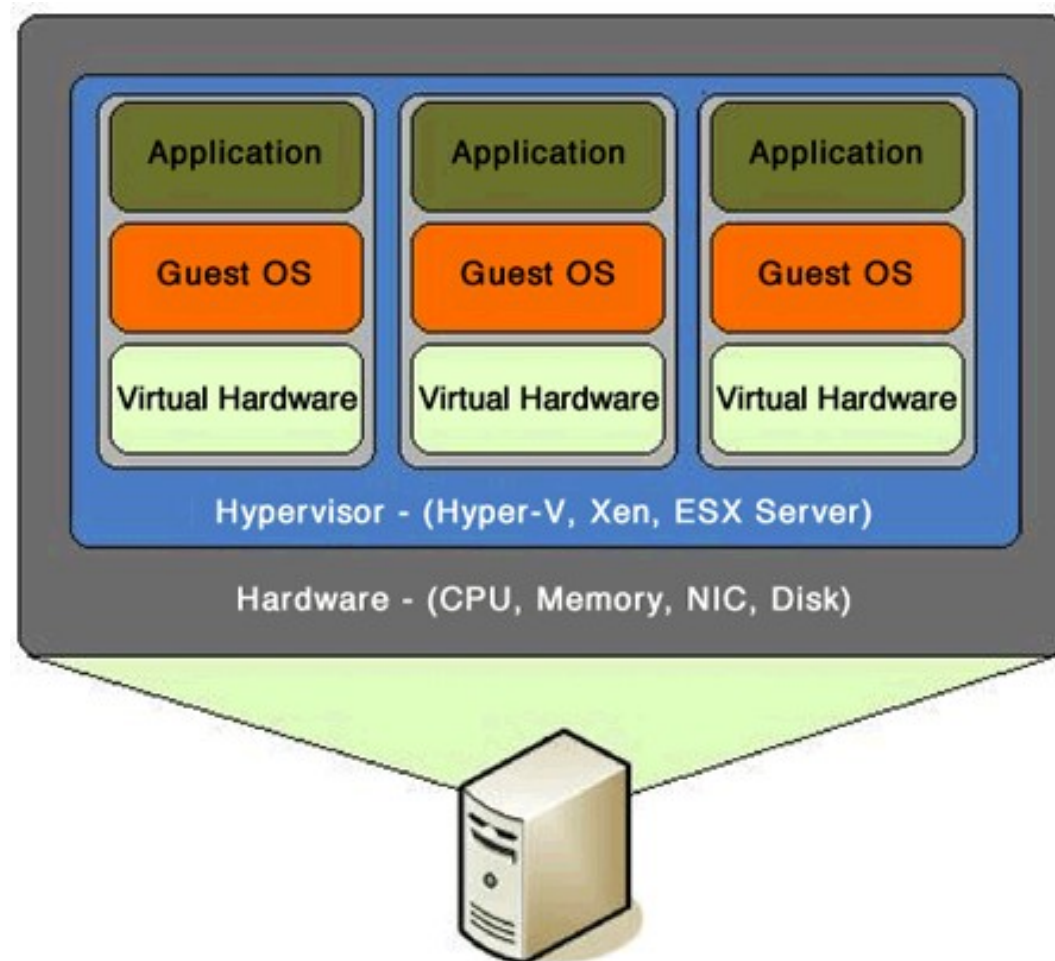 Application
Application
Application
Guest OS
Guest OS
Guest OS
Virtual Hardware
Virtual Hardware
Virtual Hardware
Hypervisor - (Hyper-V, Xen, ESX Server)
Hardware - (CPU, Memory, NIC, Disk)